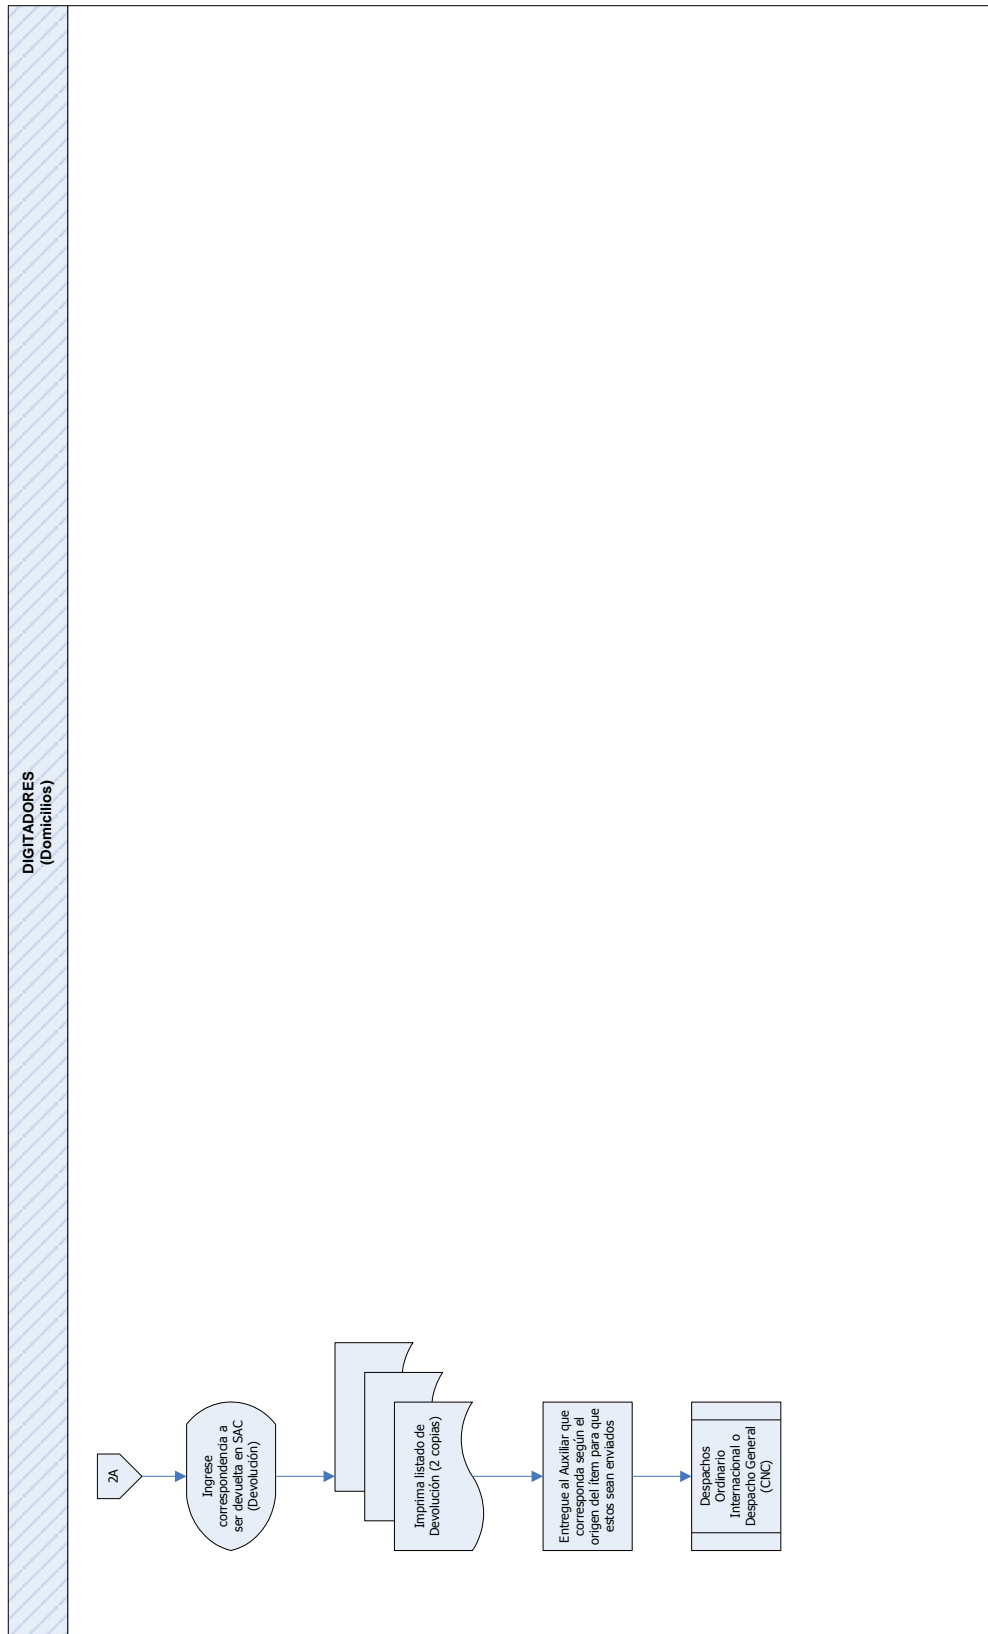 DIGITADORES
(Domicilios)
2A
Ingrese
correspondencia a
ser devuelta en SAC
(Devolución)
Imprima listado de
Devolución (2 copias)
Entregue al Auxiliar que
corresponda según el
origen del ítem para que
estos sean enviados
Despachos
Ordinario
Internacional o
Despacho General
(CNC)